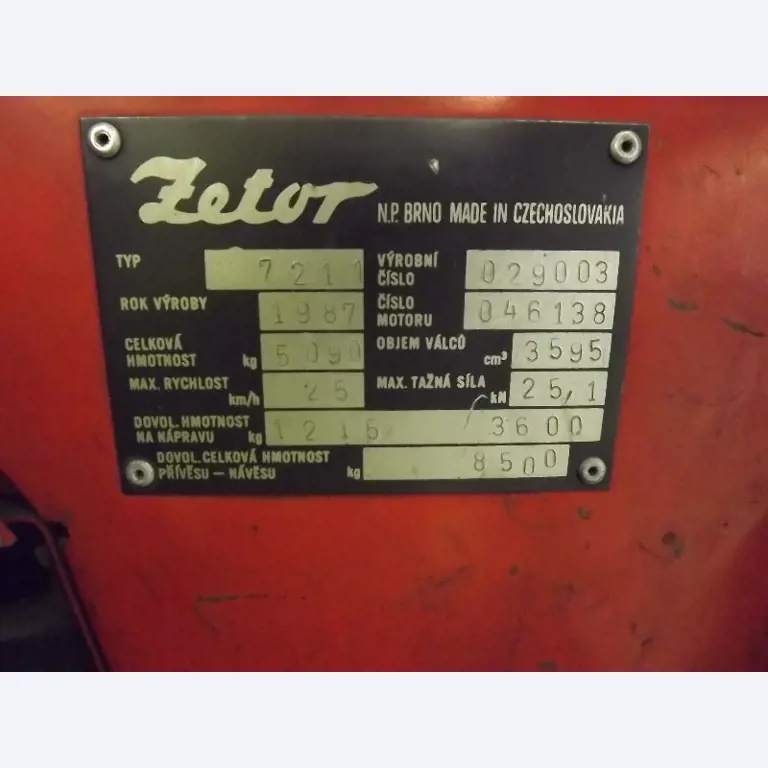 Zetor N.P. BRNO MADE IN CZECHOSLOVAKIA
TYP 7211
VÝROBNÍ
ČÍSLO 029003
ROK VÝROBY 1987
ČÍSLO
MOTORU 046138
CELKOVÁ
HMOTNOST kg 5090
OBJEM VÁLCŮ
cm³ 3595
MAX. RYCHLOST
km/h 25
MAX. TAŽNÁ SÍLA
kN 25,1
DOVOL. HMOTNOST
NA NÁPRAVU kg 1215 3600
DOVOL. CELKOVÁ HMOTNOST
PŘÍVĚSU – NÁVĚSU kg 8500